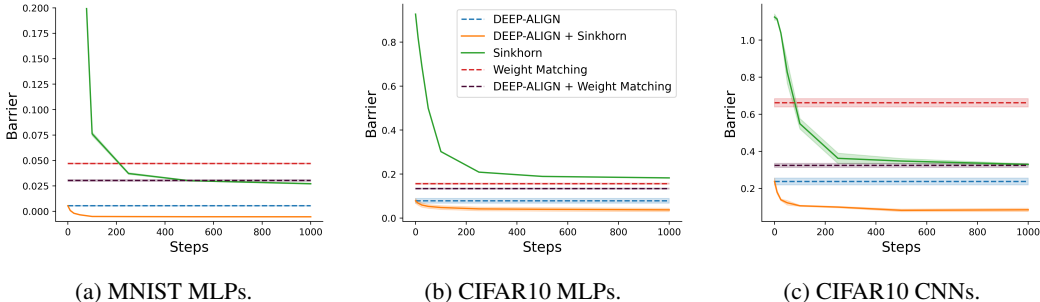 0.200
0.175
0.150
0.125
0.100
0.075
0.050
0.025
0.000
Barrier
0 200 400 600 800 1000
Steps
(a) MNIST MLPs.
0.8
0.6
0.4
0.2
0.0
Barrier
DEEP-ALIGN
DEEP-ALIGN + Sinkhorn
Sinkhorn
Weight Matching
DEEP-ALIGN + Weight Matching
0 200 400 600 800 1000
Steps
(b) CIFAR10 MLPs.
1.0
0.8
0.6
0.4
0.2
Barrier
0 200 400 600 800 1000
Steps
(c) CIFAR10 CNNs.